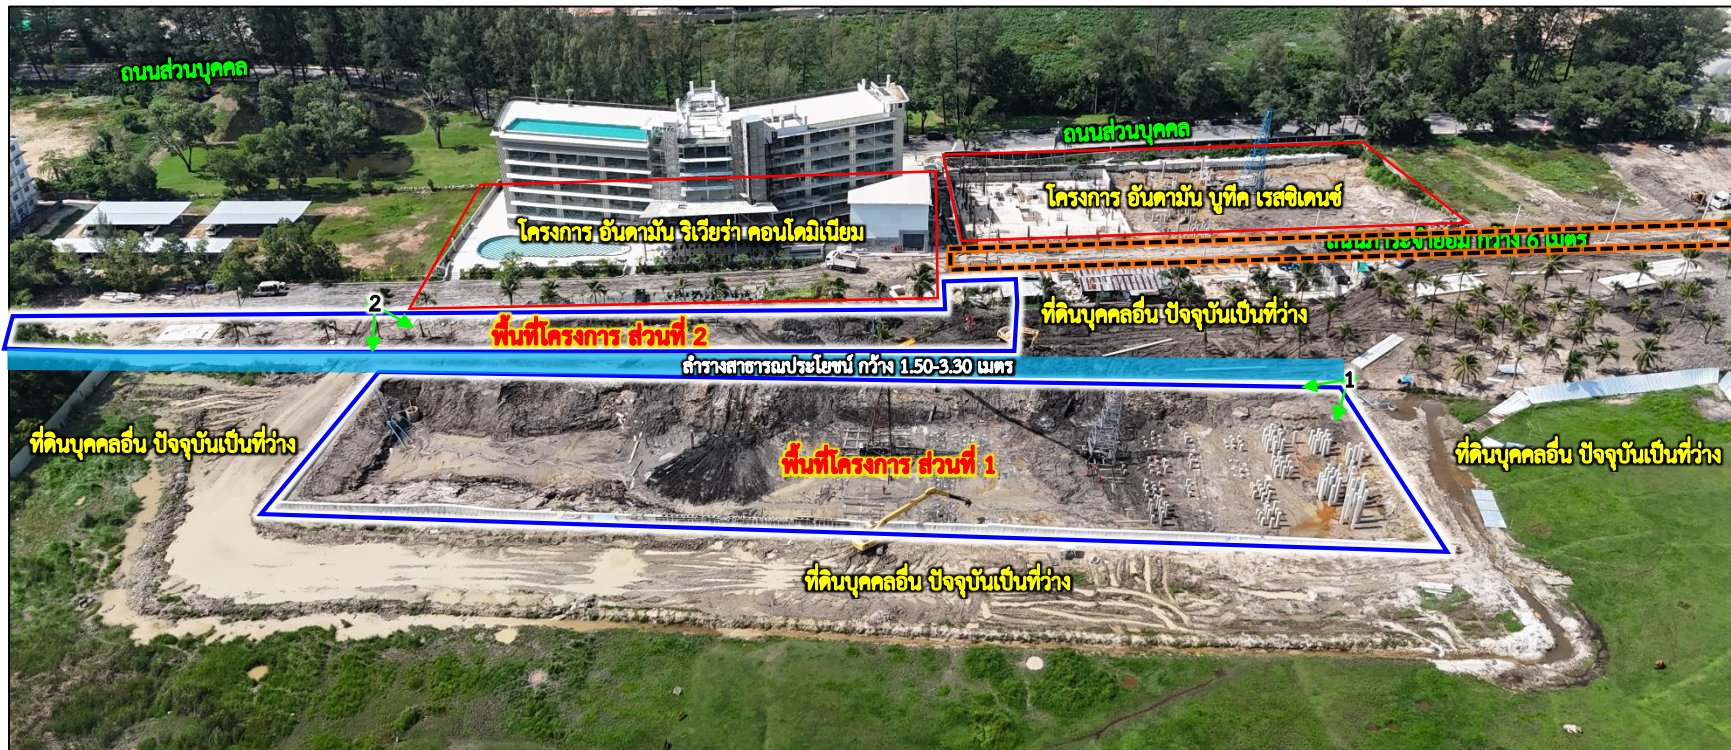 ถนนส่วนบุคคล
ถนนส่วนบุคคล
โครงการ อันดามัน บูทีค เรสซิเดนซ์
โครงการ อันดามัน ริเวียร่า คอนโดมิเนียม
ถนนภาระจำยอม กว้าง 6 เมตร
2
ที่ดินบุคคลอื่น ปัจจุบันเป็นที่ว่าง
พื้นที่โครงการ ส่วนที่ 2
ลำรางสาธารณประโยชน์ กว้าง 1.50-3.30 เมตร
1
ที่ดินบุคคลอื่น ปัจจุบันเป็นที่ว่าง
ที่ดินบุคคลอื่น ปัจจุบันเป็นที่ว่าง
พื้นที่โครงการ ส่วนที่ 1
ที่ดินบุคคลอื่น ปัจจุบันเป็นที่ว่าง